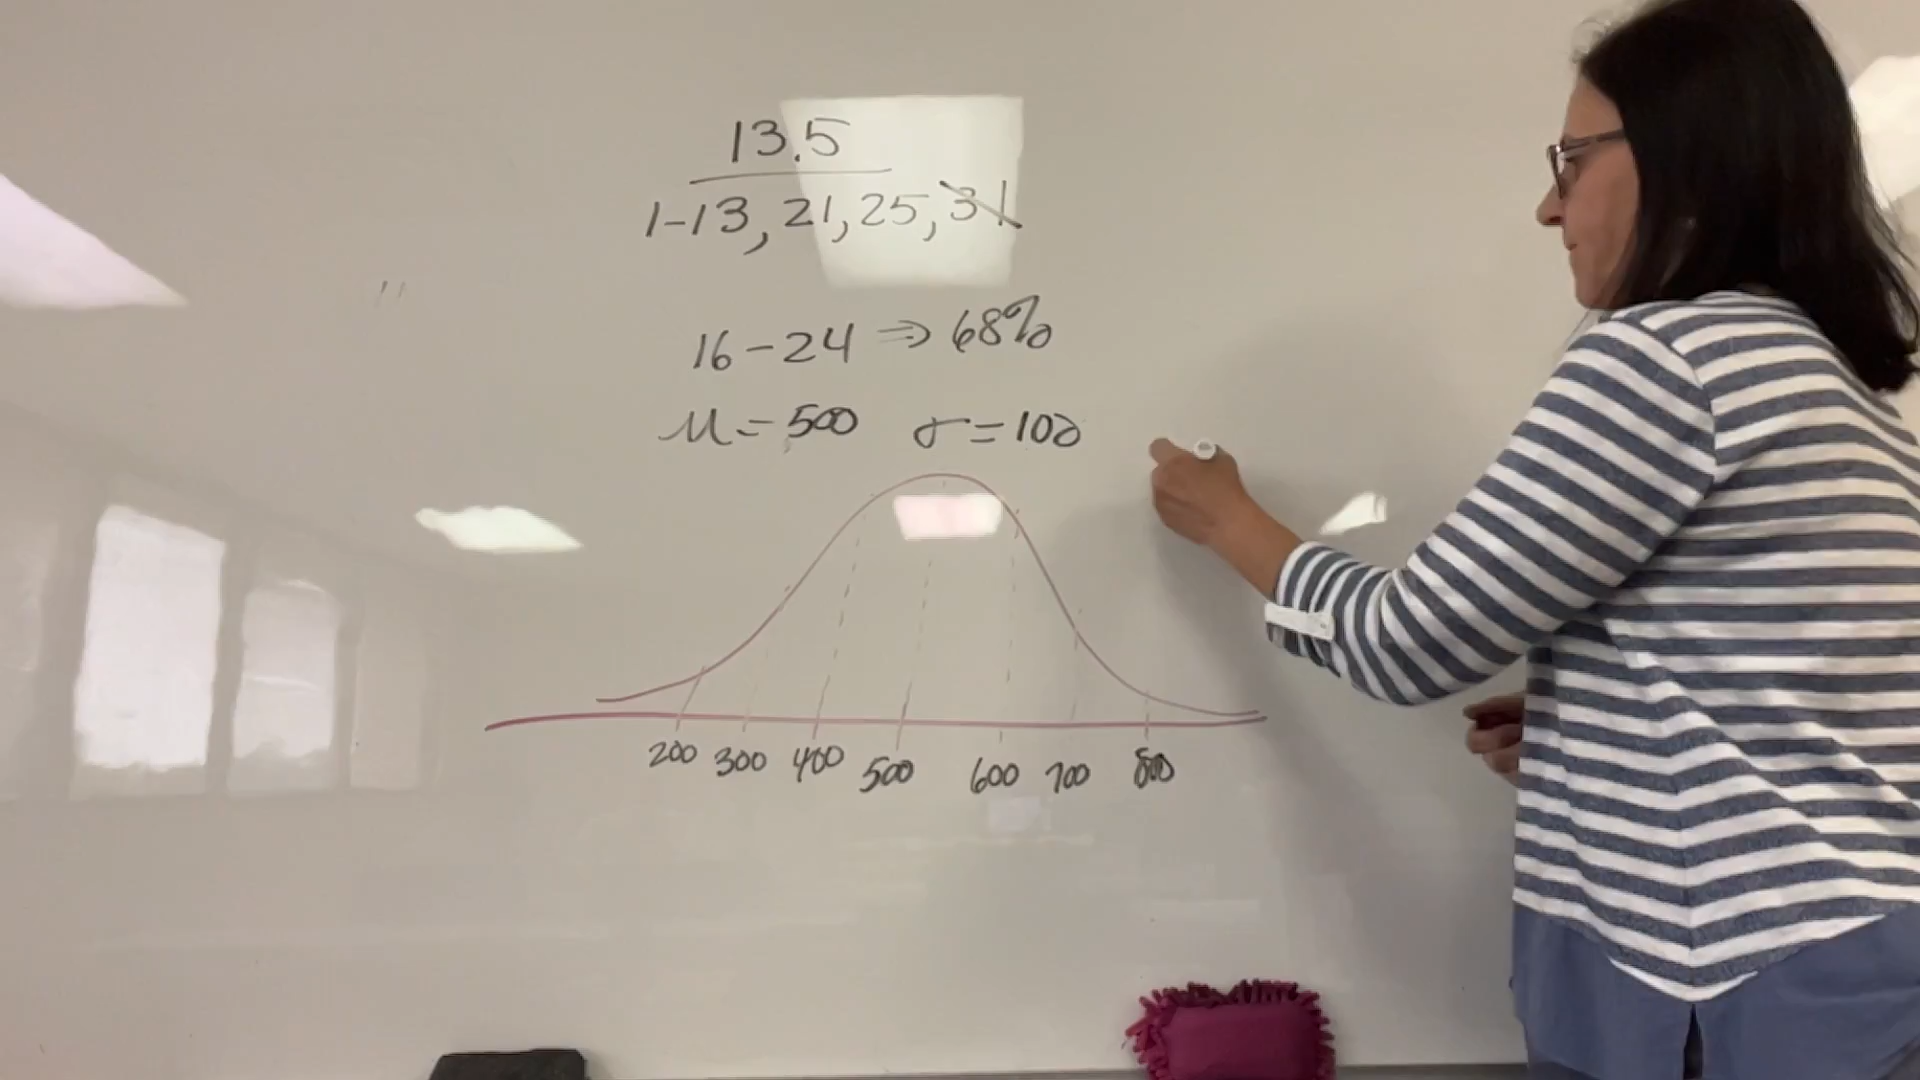 13.5
1-13, 21, 25, 31
16-24 ⇒ 68%
μ = 500 σ = 100
200 300 400 500 600 700 800